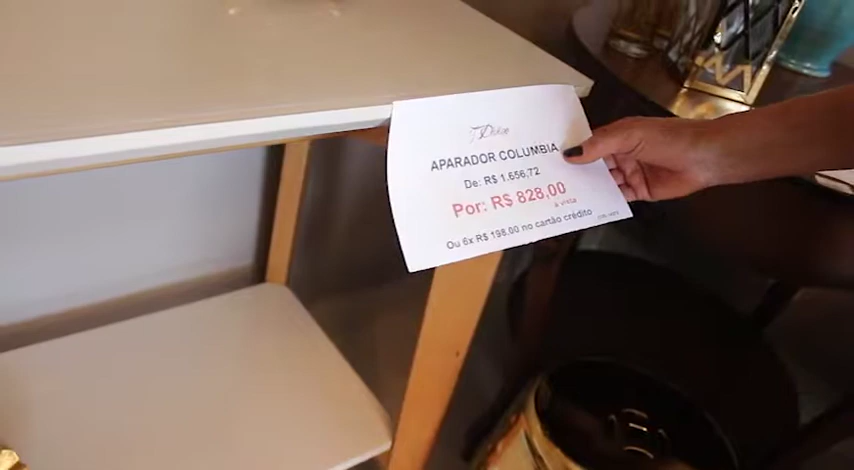 APARADOR COLUMBIA
De: R$ 1.656,72
Por: R$ 828,00
à vista
Ou 6x R$ 198,00 no cartão crédito